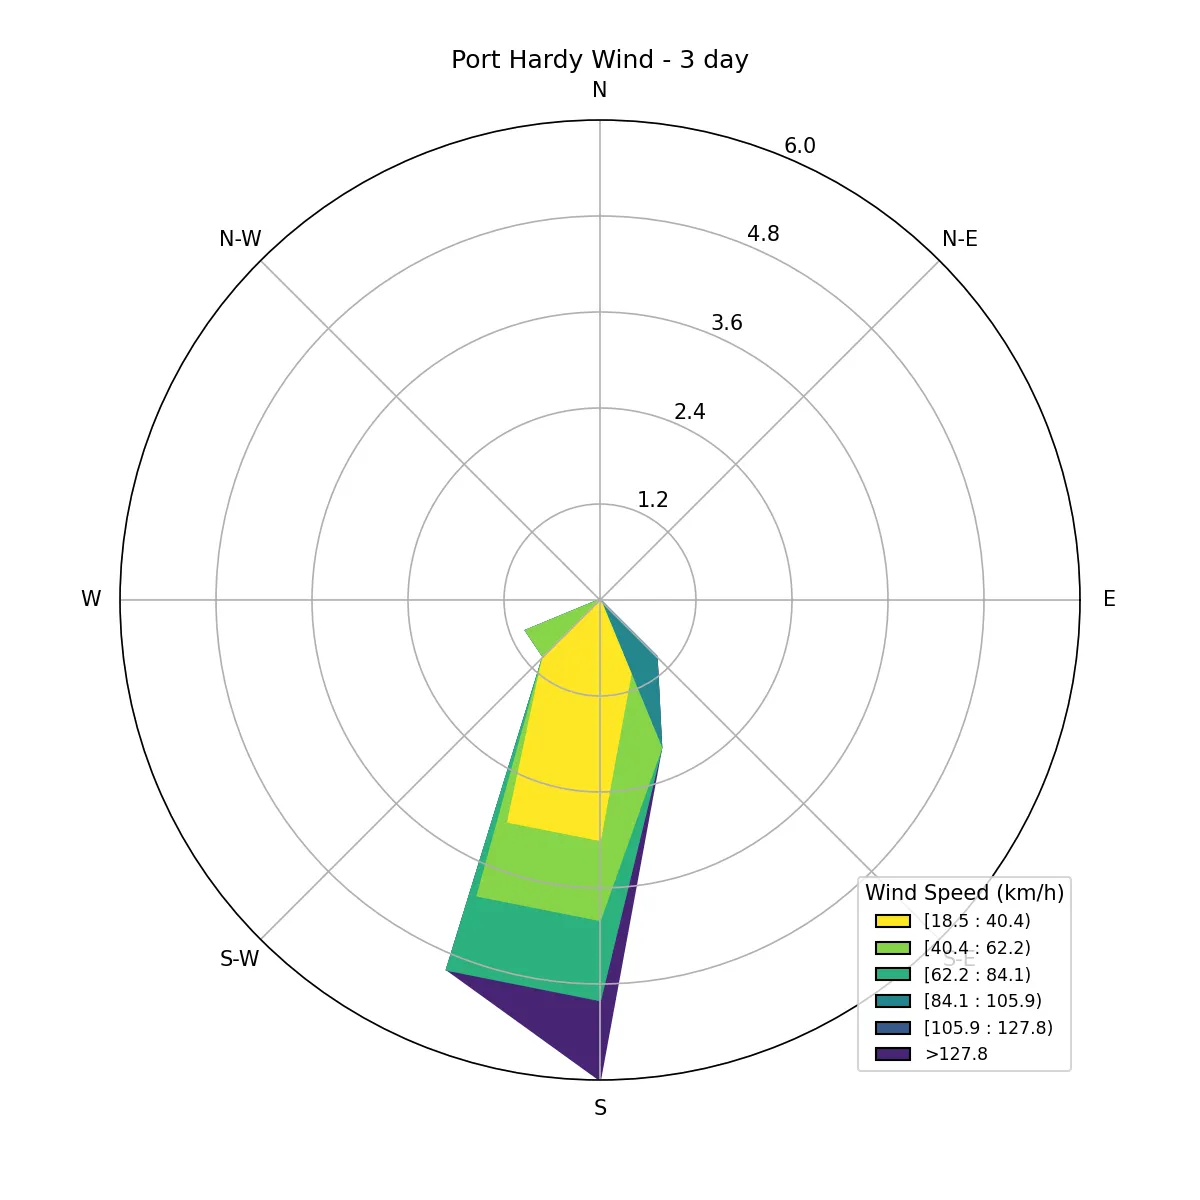 Port Hardy Wind - 3 day
N
6.0
N-W
4.8
N-E
3.6
2.4
1.2
W
E
Wind Speed (km/h)
[18.5 : 40.4)
[40.4 : 62.2)
S-W
S-E
[62.2 : 84.1)
[84.1 : 105.9)
[105.9 : 127.8)
>127.8
S